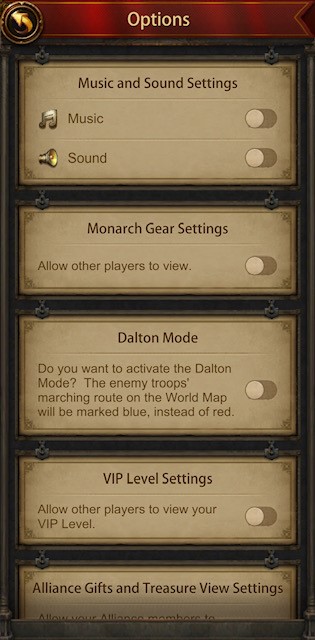 Options
Music and Sound Settings
Music
Sound
Monarch Gear Settings
Allow other players to view.
Dalton Mode
Do you want to activate the Dalton
Mode?  The enemy troops'
marching route on the World Map
will be marked blue, instead of red.
VIP Level Settings
Allow other players to view your
VIP Level.
Alliance Gifts and Treasure View Settings
Allow your Alliance members to